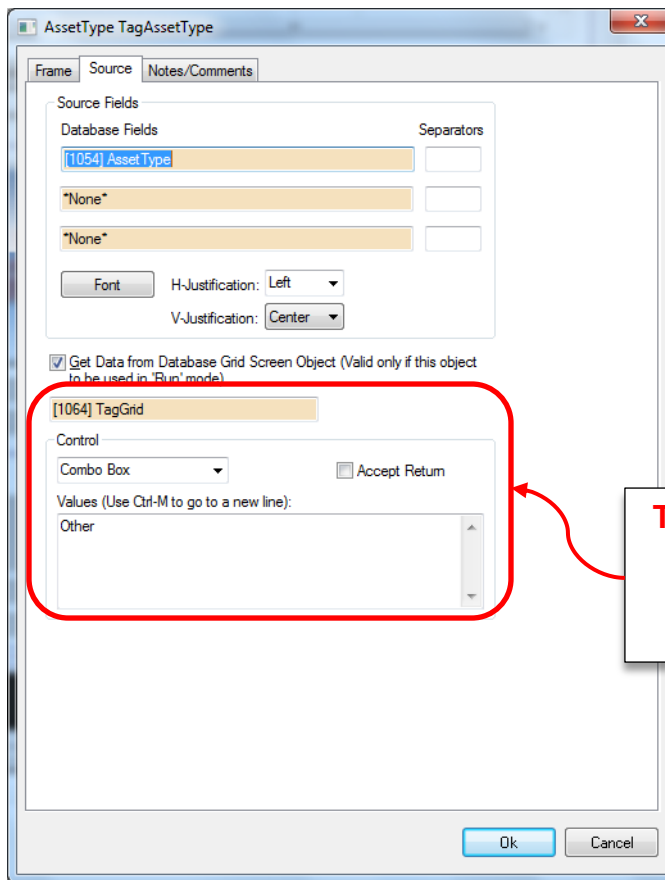 AssetType TagAssetType
Frame Source Notes/Comments
Source Fields
Database Fields Separators
[1054] AssetType
*None*
*None*
Font H-Justification: Left
V-Justification: Center
Get Data from Database Grid Screen Object (Valid only if this object
to be used in 'Run' mode)
[1064] TagGrid
Control
Combo Box Accept Return
Values (Use Ctrl-M to go to a new line):
Other
T
Ok Cancel